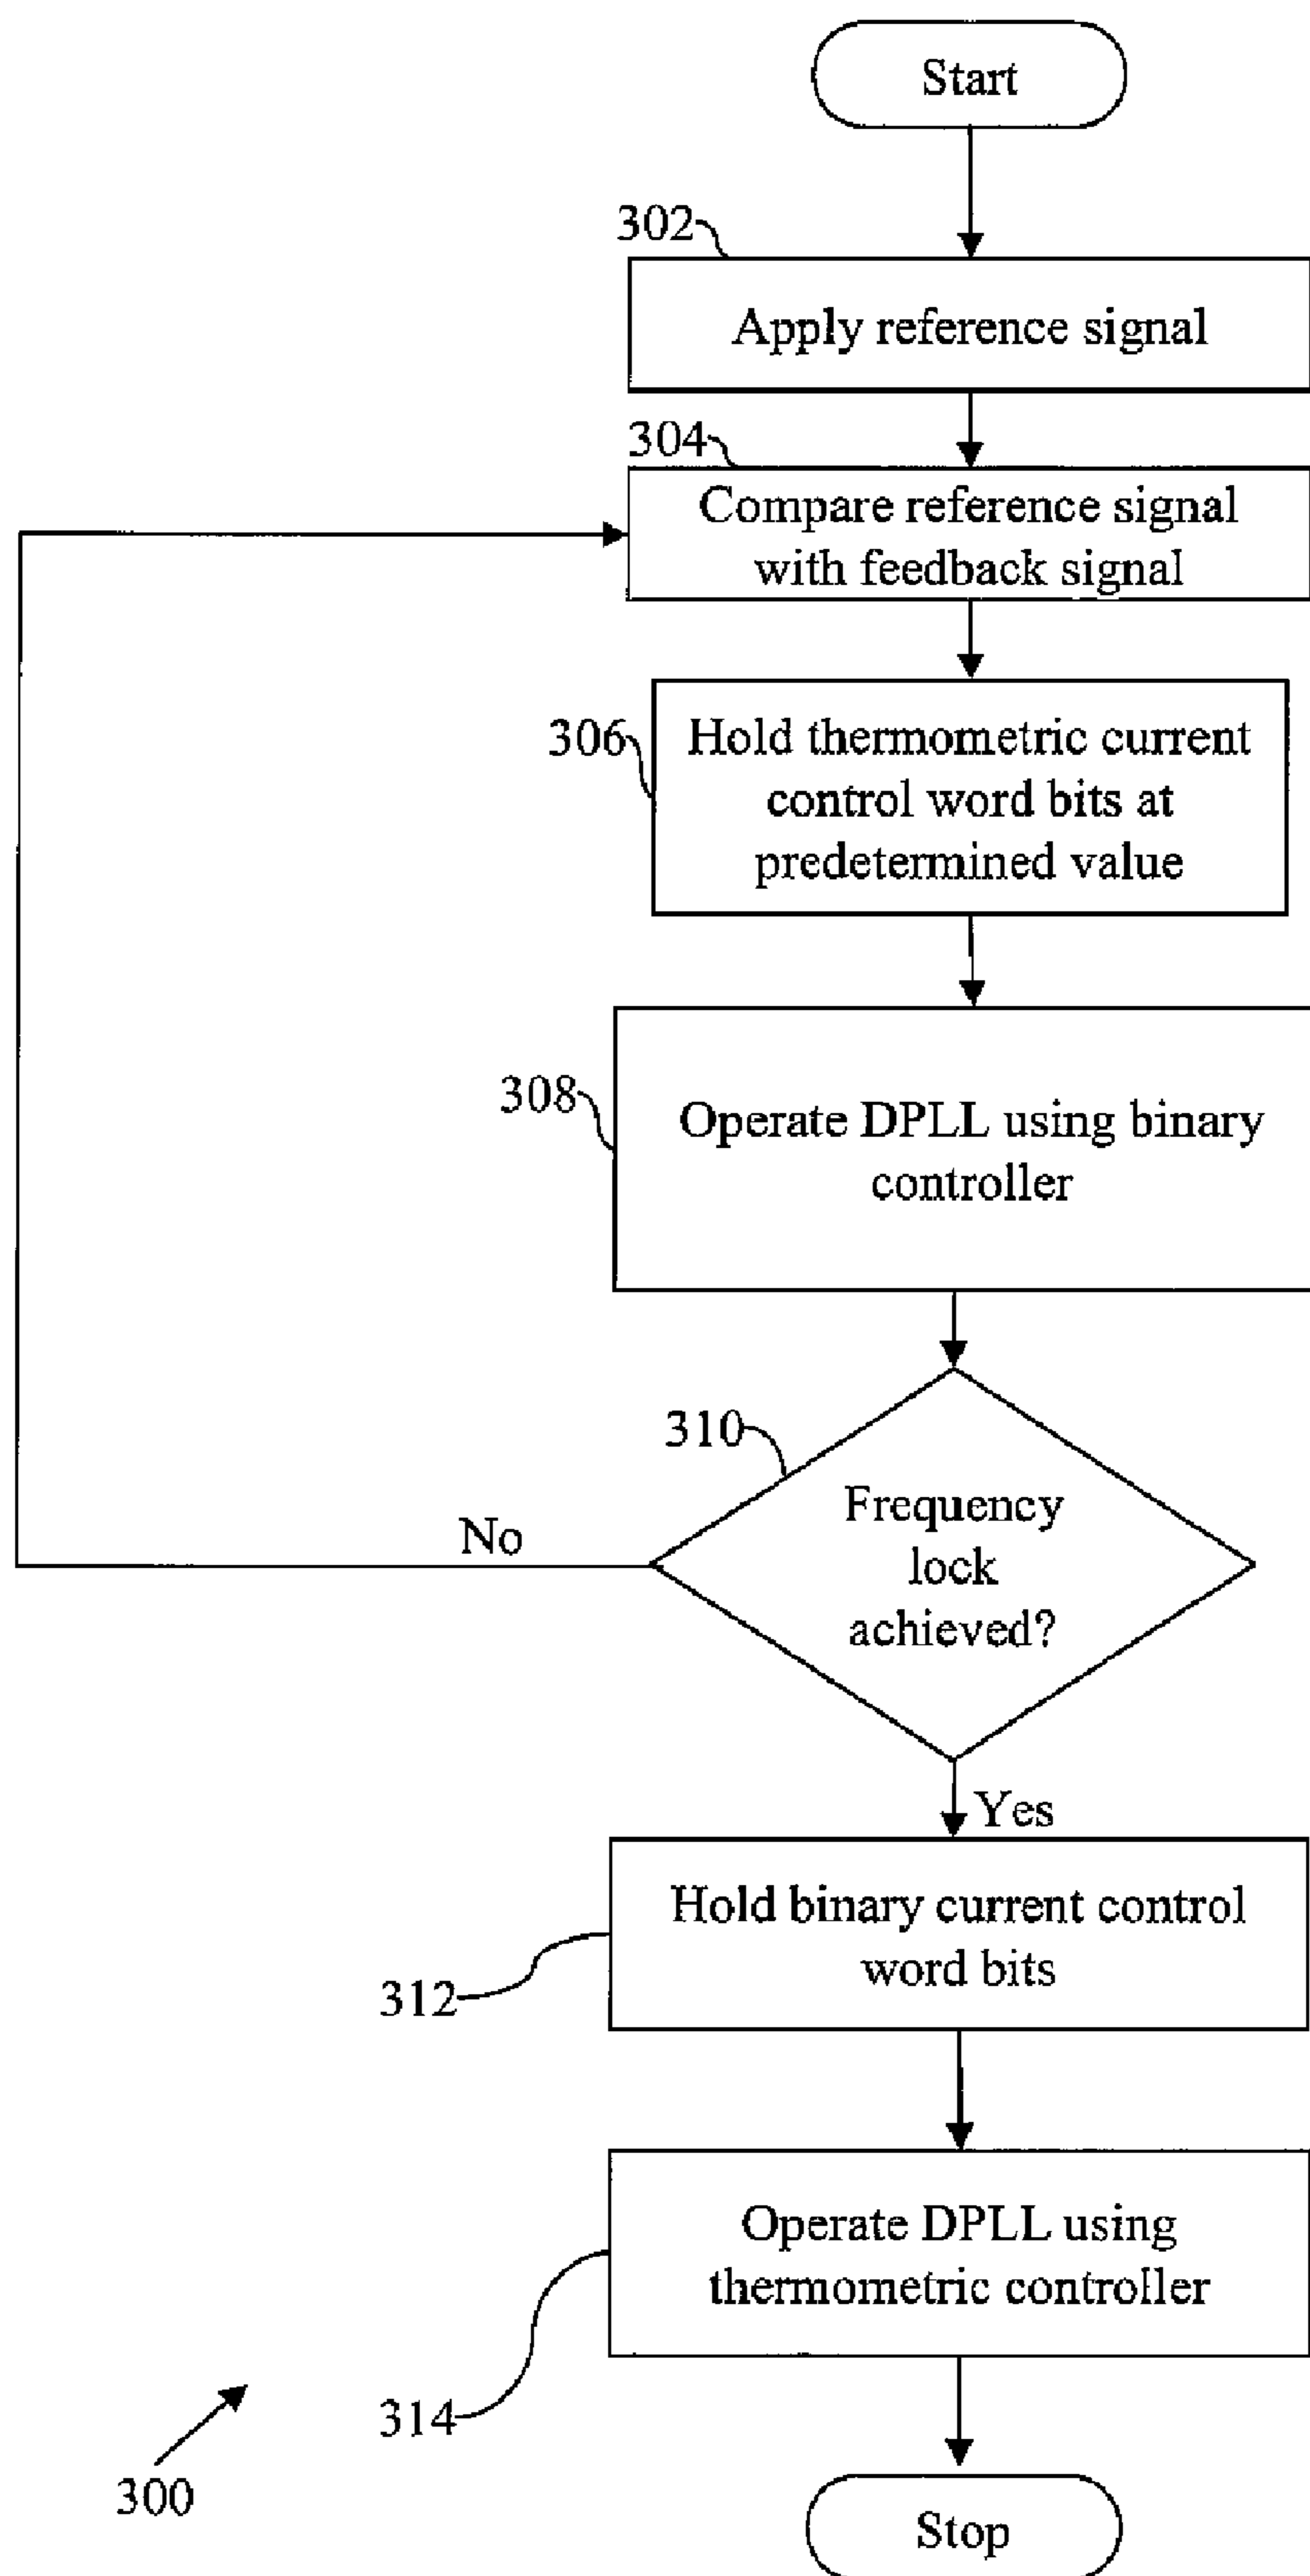 Start
302
Apply reference signal
304
Compare reference signal
with feedback signal
306
Hold thermometric current
control word bits at
predetermined value
308
Operate DPLL using binary
controller
310
Frequency
lock
achieved?
No
Yes
Hold binary current control
word bits
312
Operate DPLL using
thermometric controller
314
300
Stop